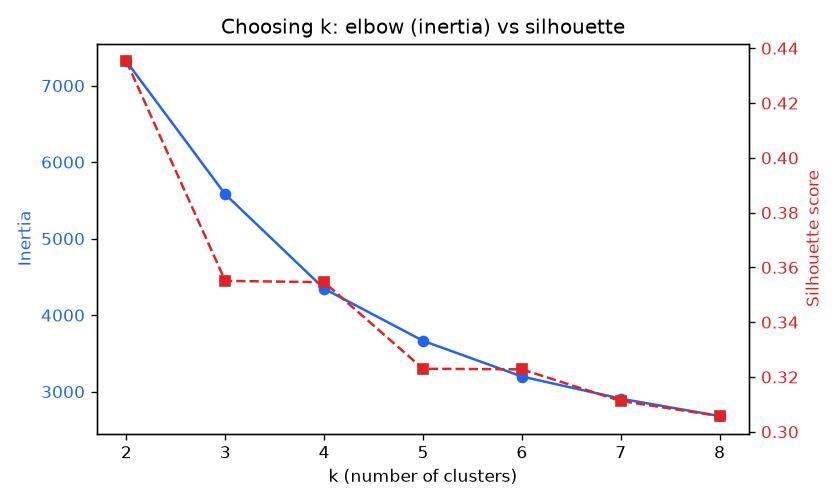 Choosing k: elbow (inertia) vs silhouette
Inertia
7000
6000
5000
4000
3000
0.44
0.42
0.40
0.38
0.36
0.34
0.32
0.30
Silhouette score
2 3 4 5 6 7 8
k (number of clusters)